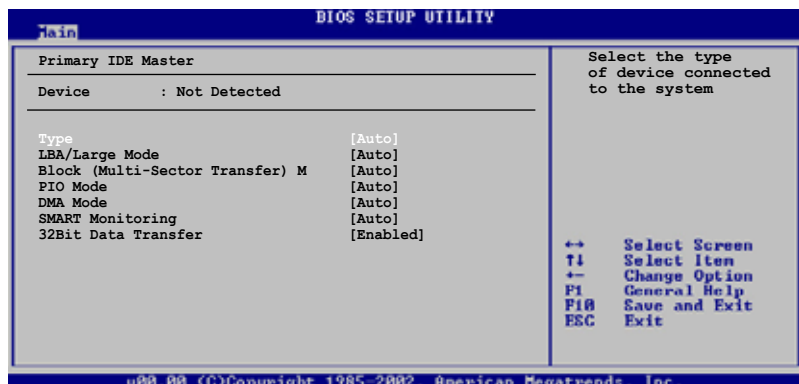 BIOS SETUP UTILITY
Main
Primary IDE Master
Device : Not Detected
Type [Auto]
LBA/Large Mode [Auto]
Block (Multi-Sector Transfer) M [Auto]
PIO Mode [Auto]
DMA Mode [Auto]
SMART Monitoring [Auto]
32Bit Data Transfer [Enabled]
Select the type
of device connected
to the system
↔ Select Screen
↑↓ Select Item
+- Change Option
F1 General Help
F10 Save and Exit
ESC Exit
v00.00 (C)Copyright 1985-2002, American Megatrends, Inc.